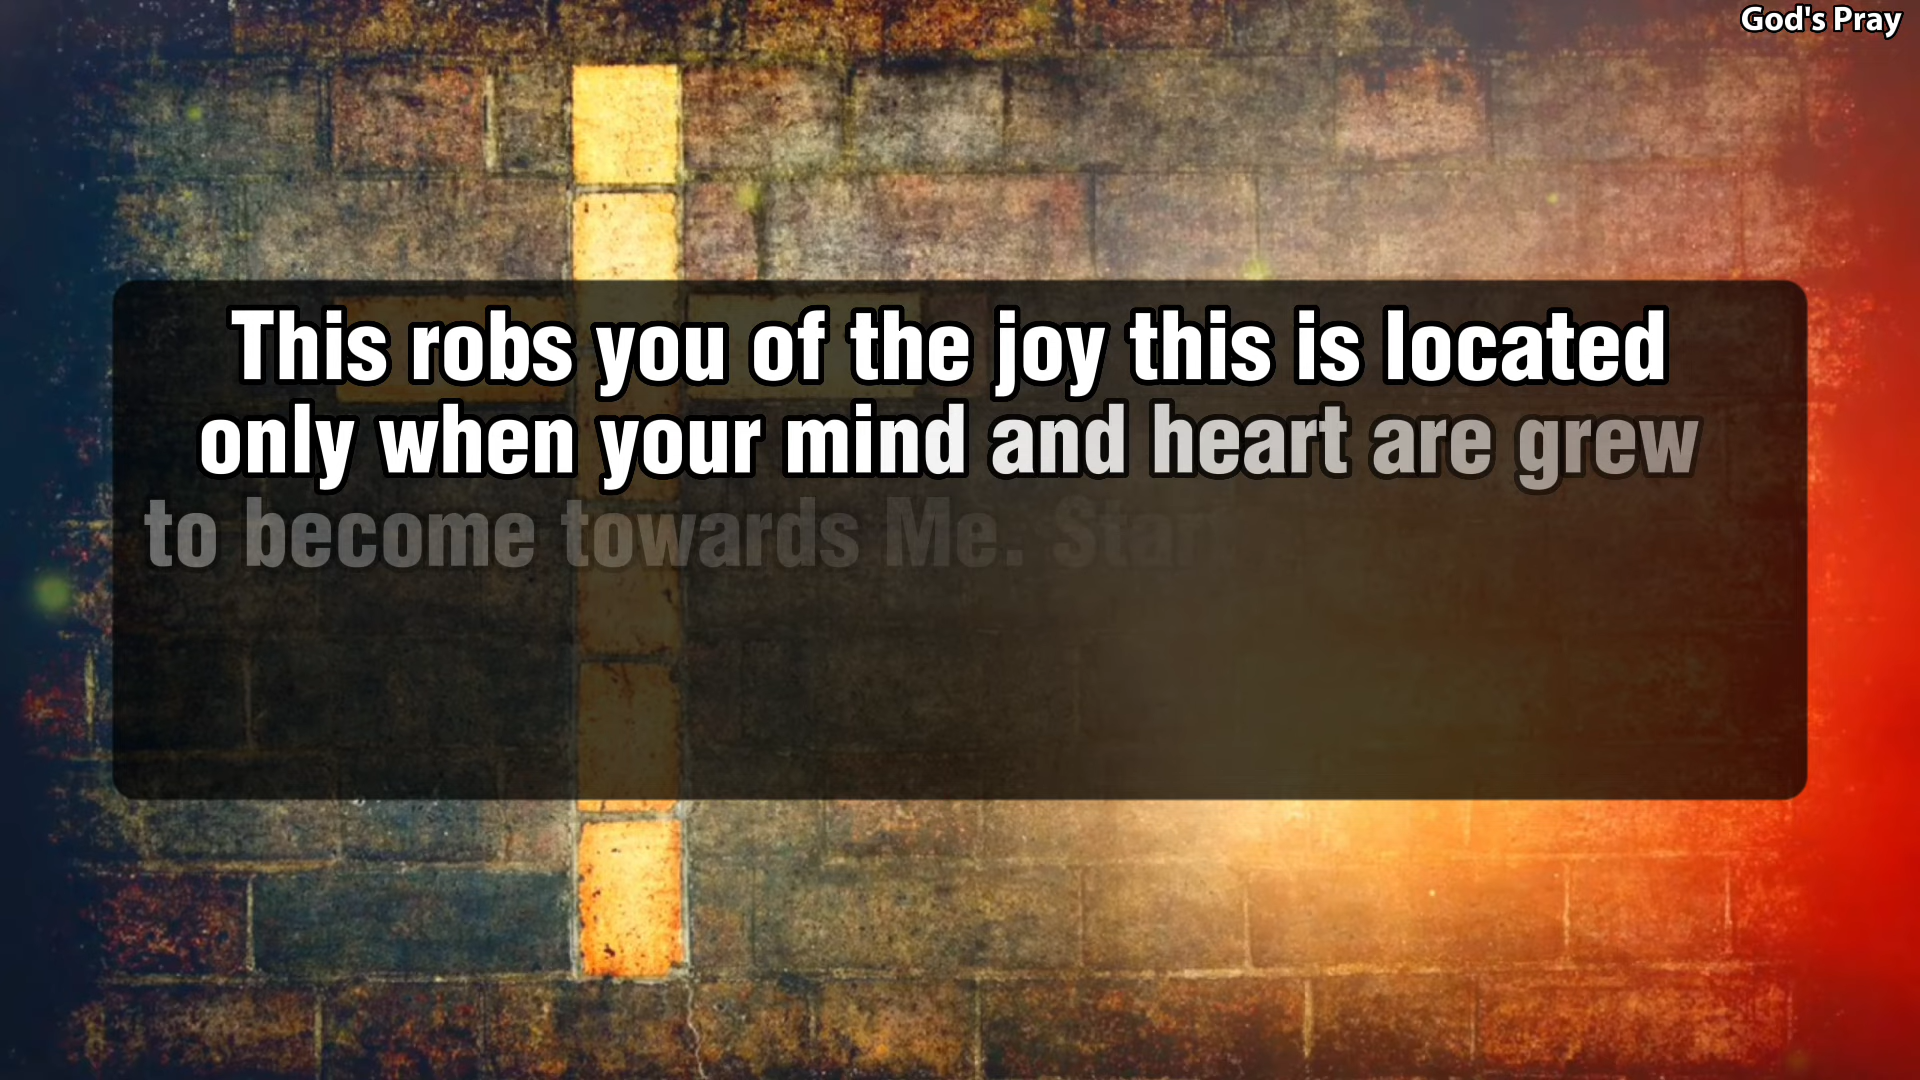 God's Pray
This robs you of the joy this is located
only when your mind and heart are grew
to become towards Me.